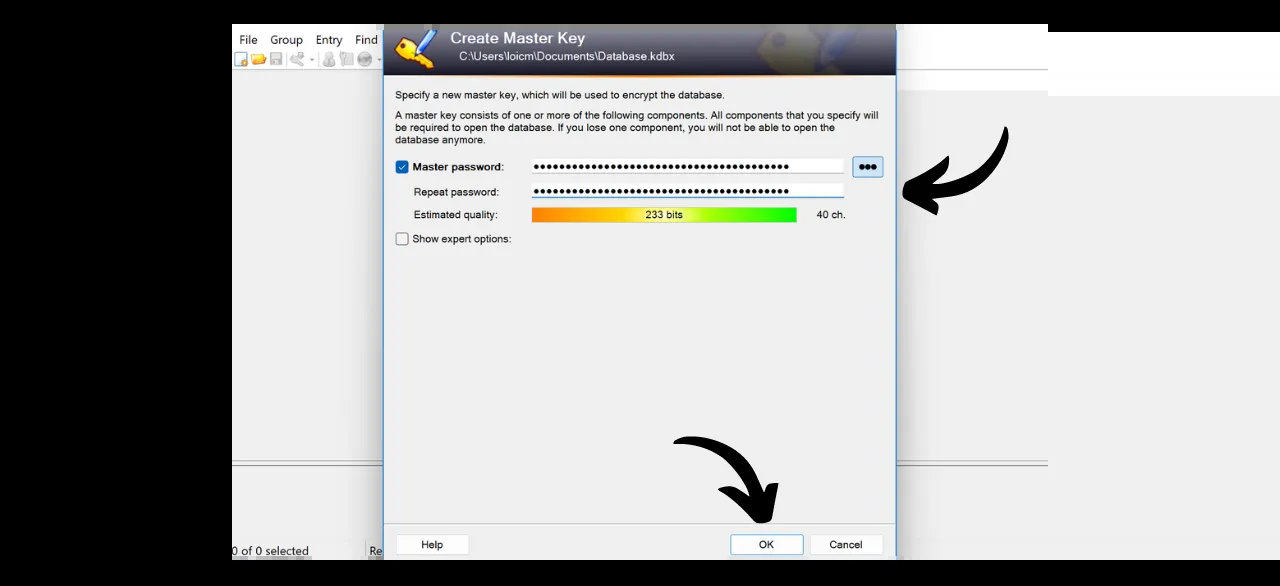 File Group Entry Find
Create Master Key
C:\Users\loicm\Documents\Database.kdbx
Specify a new master key, which will be used to encrypt the database.
A master key consists of one or more of the following components. All components that you specify will
be required to open the database. If you lose one component, you will not be able to open the
database anymore.
Master password: ••••••••••••••••••••••••••••••••••••••••
Repeat password: ••••••••••••••••••••••••••••••••••••••••
Estimated quality: 233 bits 40 ch.
Show expert options:
Help OK Cancel
0 of 0 selected Re